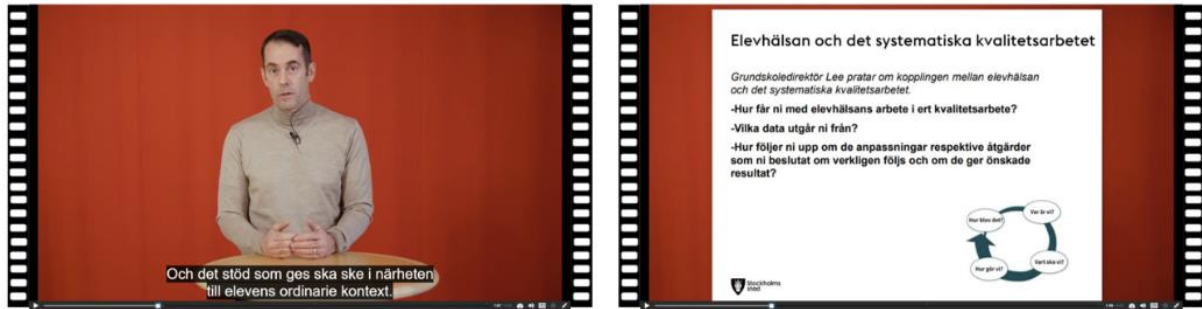 Och det stöd som ges ska ske i närheten
till elevens ordinarie kontext.
Elevhälsan och det systematiska kvalitetsarbetet
Grundskoledirektör Lee pratar om kopplingen mellan elevhälsan
och det systematiska kvalitetsarbetet.
-Hur får ni med elevhälsans arbete i ert kvalitetsarbete?
-Vilka data utgår ni från?
-Hur följer ni upp om de anpassningar respektive åtgärder
som ni beslutat om verkligen följs och om de ger önskade
resultat?
Hur blev det?
Var är vi?
Vart ska vi?
Hur gör vi?
Stockholms
stad